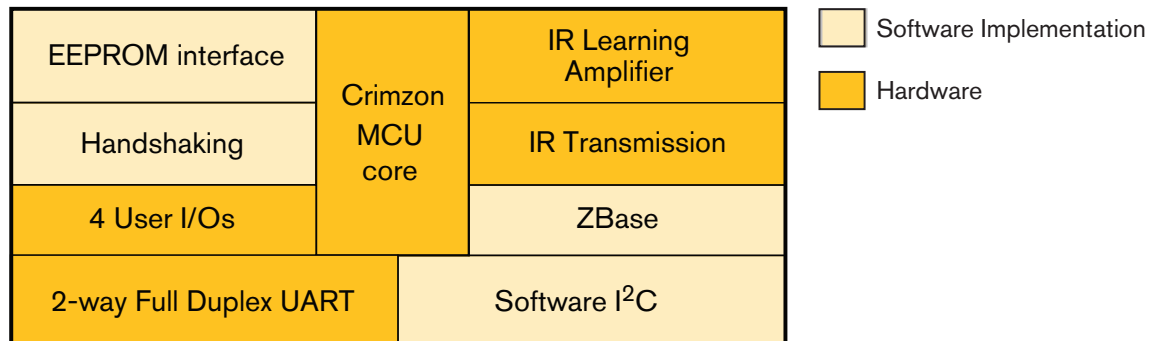 EEPROM interface
Handshaking
4 User I/Os
Crimzon
MCU
core
IR Learning
Amplifier
IR Transmission
ZBase
2-way Full Duplex UART
Software I²C
Software Implementation
Hardware